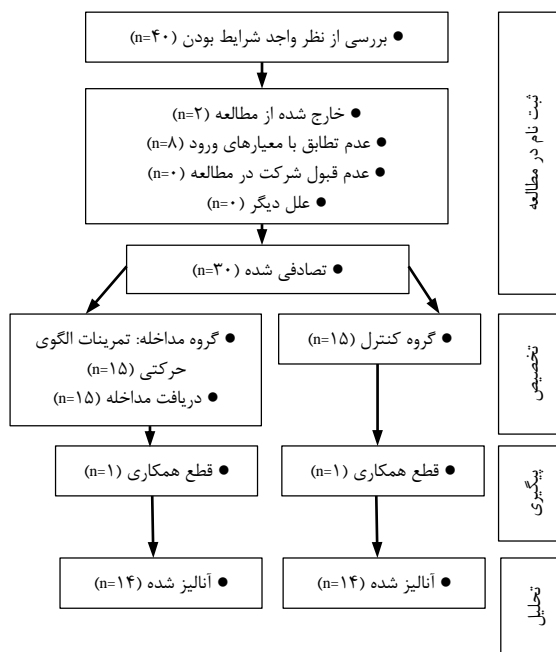 ● بررسی از نظر واجد شرایط بودن (n=۴۰)
● خارج شده از مطالعه (n=۲)
● عدم تطابق با معیارهای ورود (n=۸)
● عدم قبول شرکت در مطالعه (n=۰)
● علل دیگر (n=۰)
● تصادفی شده (n=۳۰)
ثبت نام در مطالعه
● گروه کنترل (n=۱۵)
● گروه مداخله: تمرینات الگوی
حرکتی (n=۱۵)
● دریافت مداخله (n=۱۵)
تخصیص
● قطع همکاری (n=۱)
● قطع همکاری (n=۱)
پیگیری
● آنالیز شده (n=۱۴)
● آنالیز شده (n=۱۴)
تحلیل